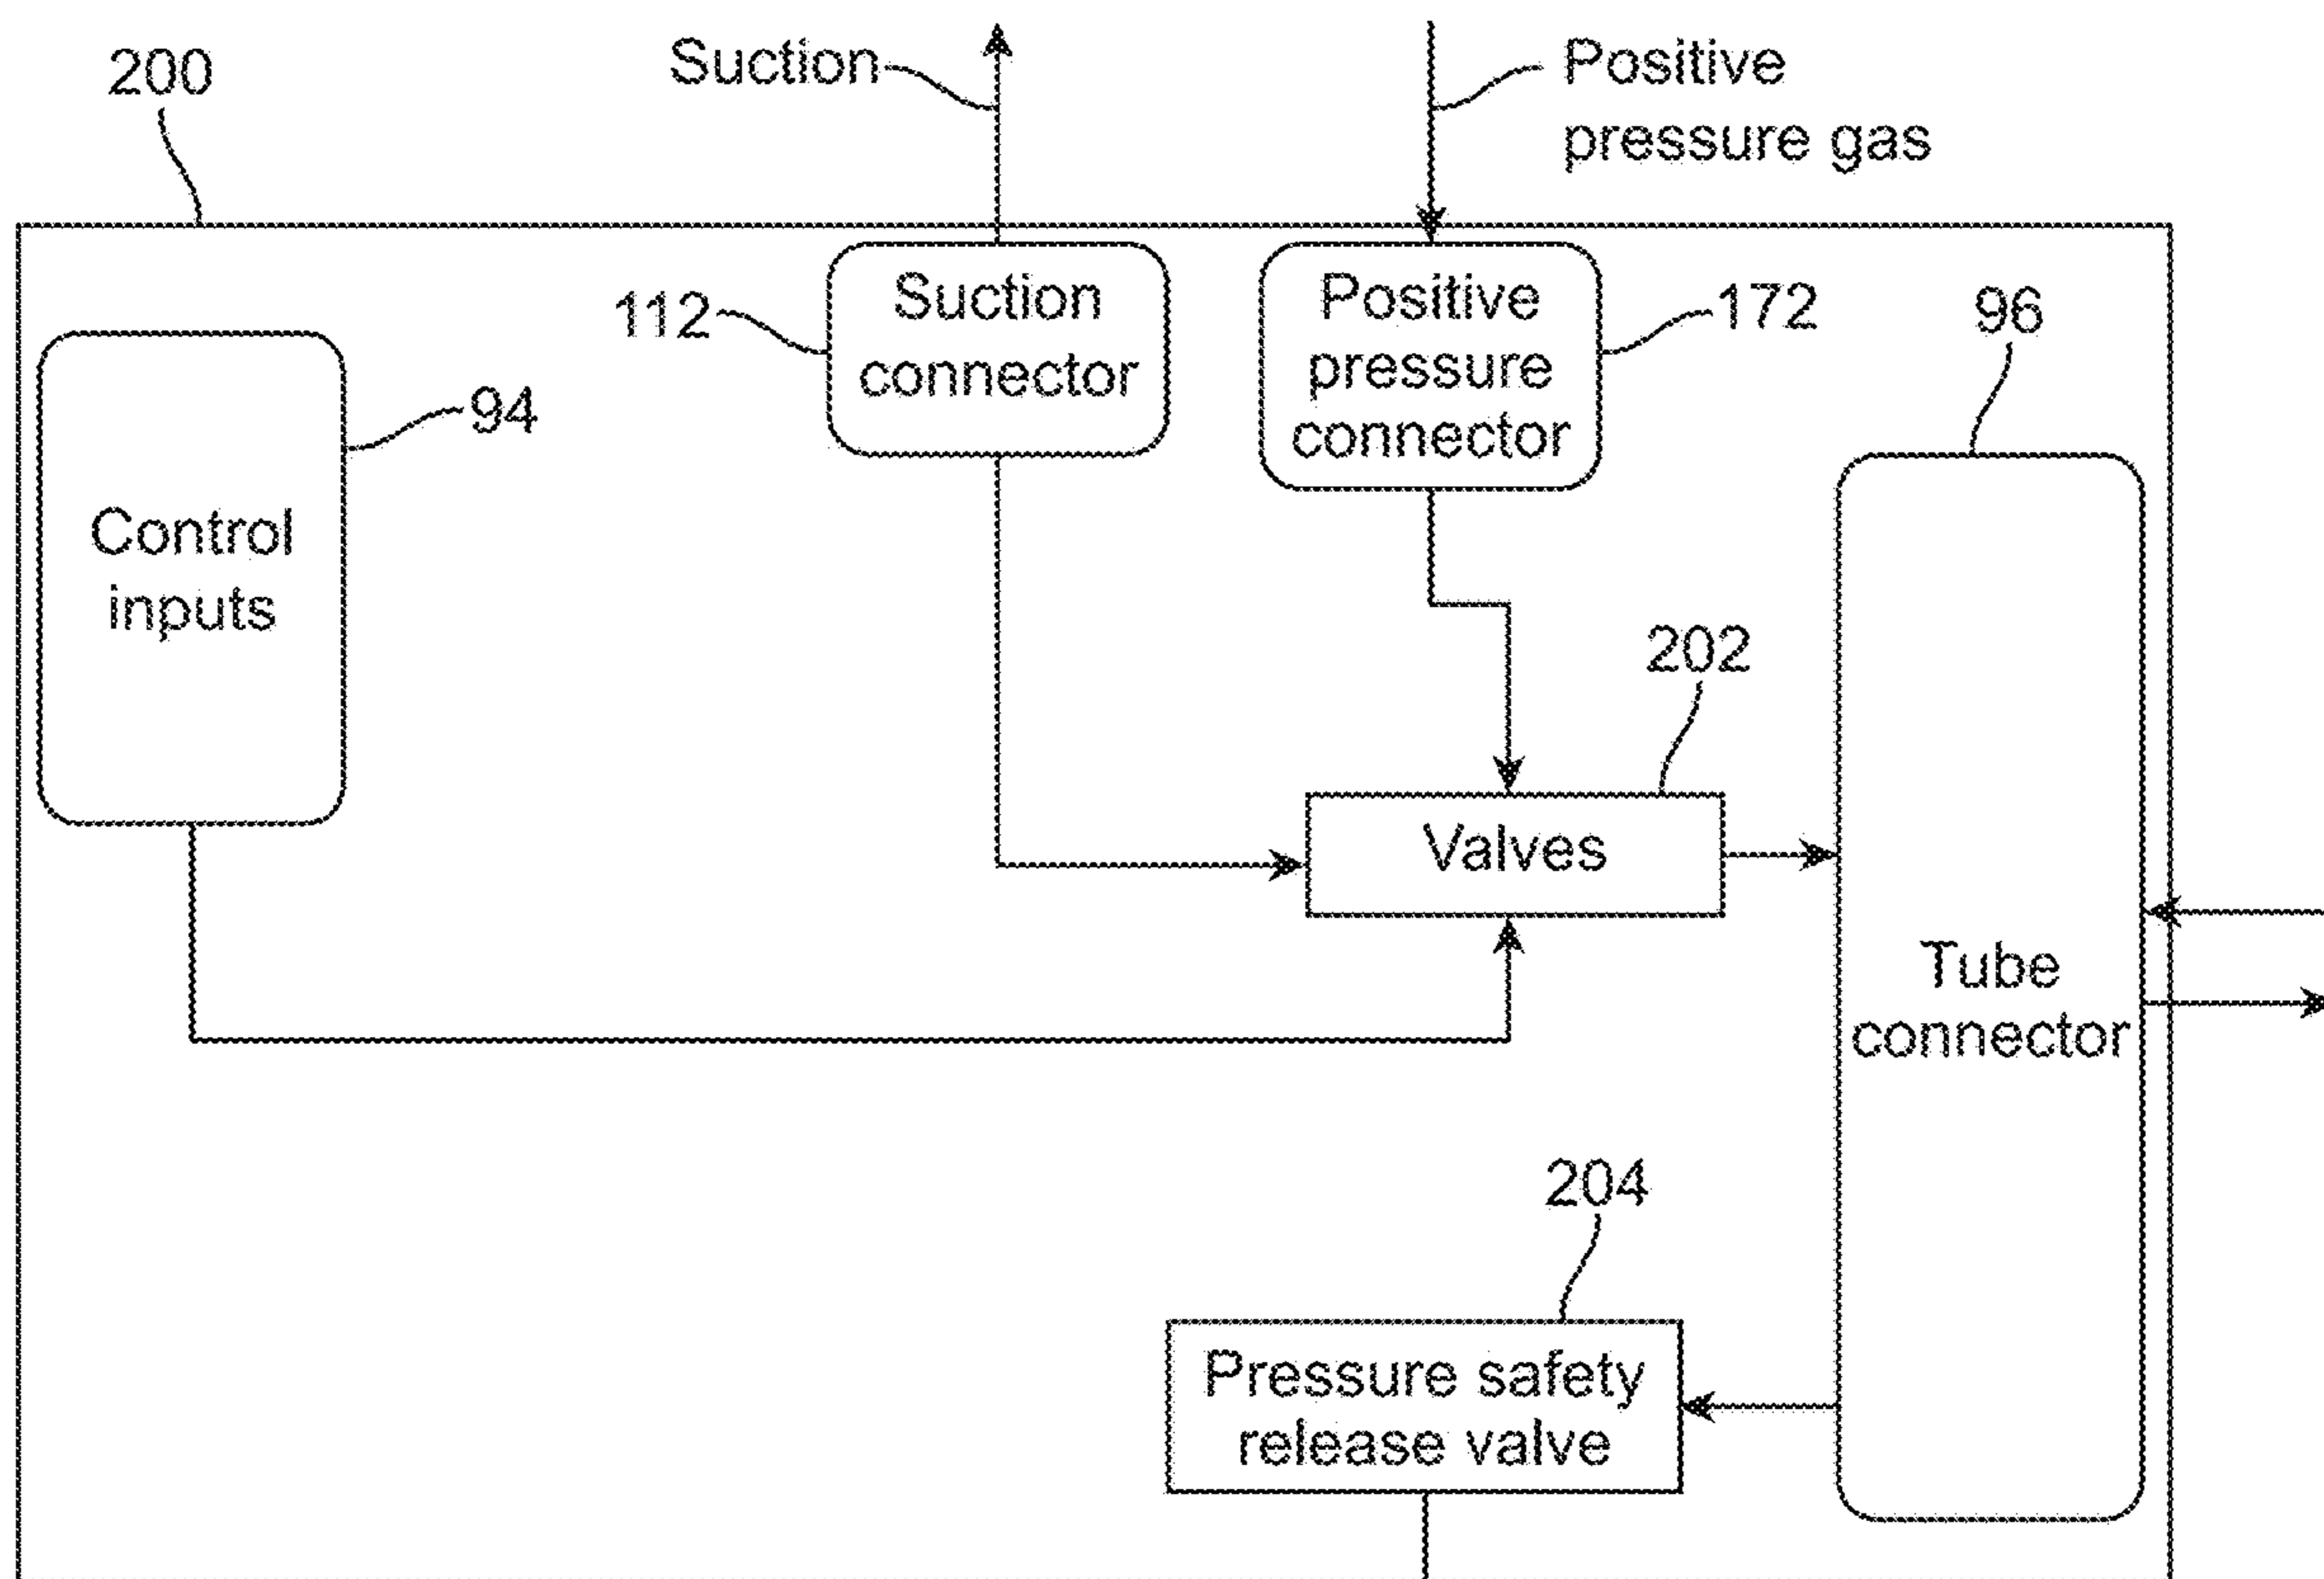 200
Suction
Positive
pressure gas
112
Suction
connector
Positive
pressure
connector
172
96
94
Control
inputs
202
Valves
Tube
connector
204
Pressure safety
release valve